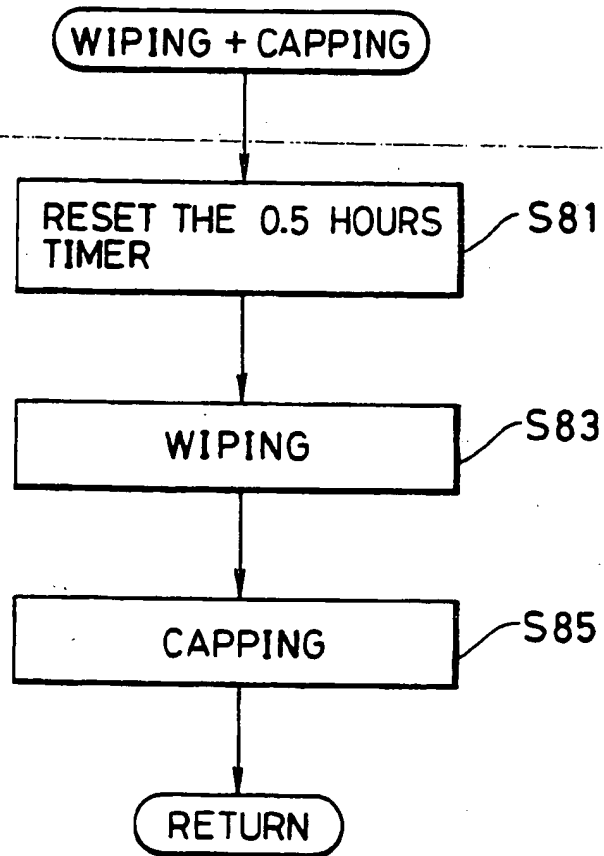 WIPING + CAPPING
RESET THE 0.5 HOURS
TIMER
S81
WIPING
S83
CAPPING
S85
RETURN